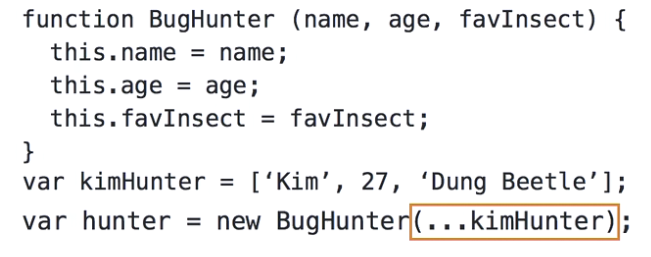 function BugHunter (name, age, favInsect) {
  this.name = name;
  this.age = age;
  this.favInsect = favInsect;
}
var kimHunter = [‘Kim’, 27, ‘Dung Beetle’];
var hunter = new BugHunter(...kimHunter);